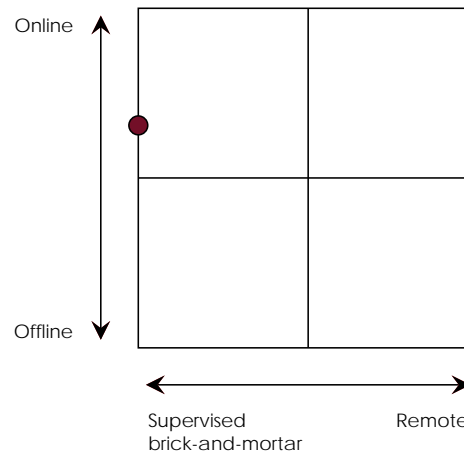 Online
Offline
Supervised
brick-and-mortar
Remote